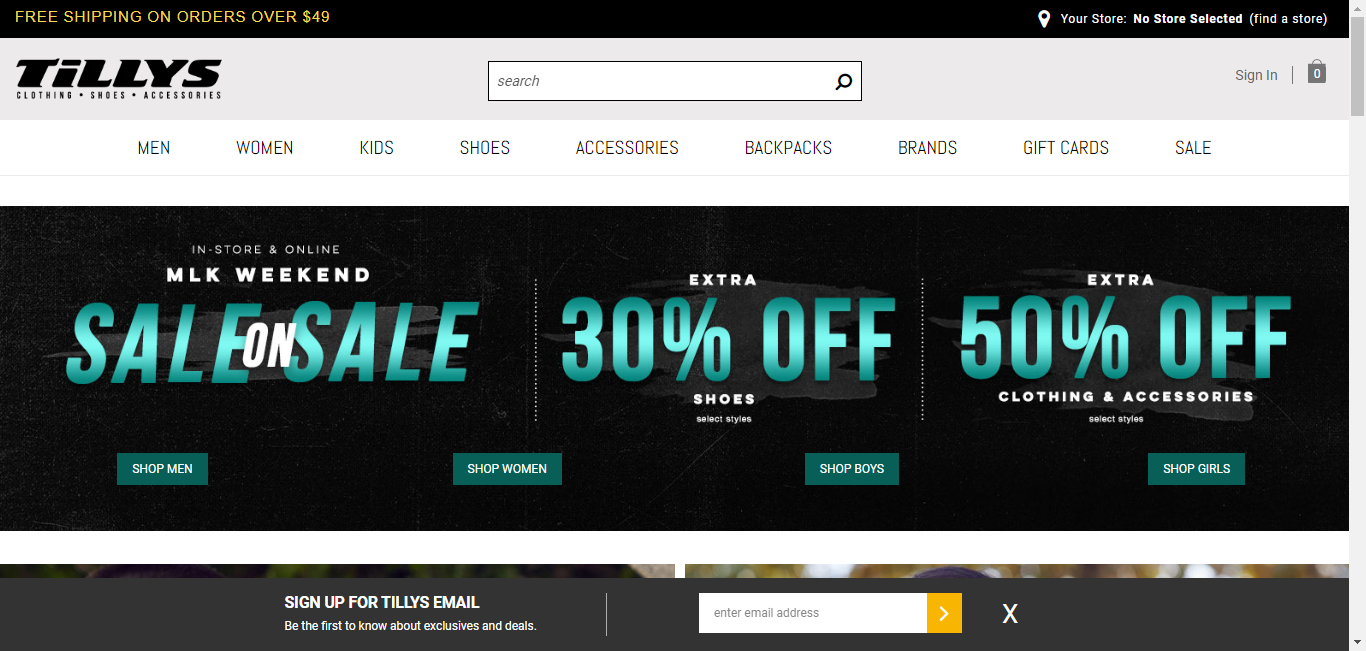 FREE SHIPPING ON ORDERS OVER $49
Your Store: No Store Selected (find a store)
TILLYS
CLOTHING • SHOES • ACCESSORIES
search
Sign In
0
MEN WOMEN KIDS SHOES ACCESSORIES BACKPACKS BRANDS GIFT CARDS SALE
IN-STORE & ONLINE
MLK WEEKEND
SALE ON SALE
EXTRA
30% OFF
SHOES
select styles
EXTRA
50% OFF
CLOTHING & ACCESSORIES
select styles
SHOP MEN SHOP WOMEN SHOP BOYS SHOP GIRLS
SIGN UP FOR TILLYS EMAIL
Be the first to know about exclusives and deals.
enter email address
X